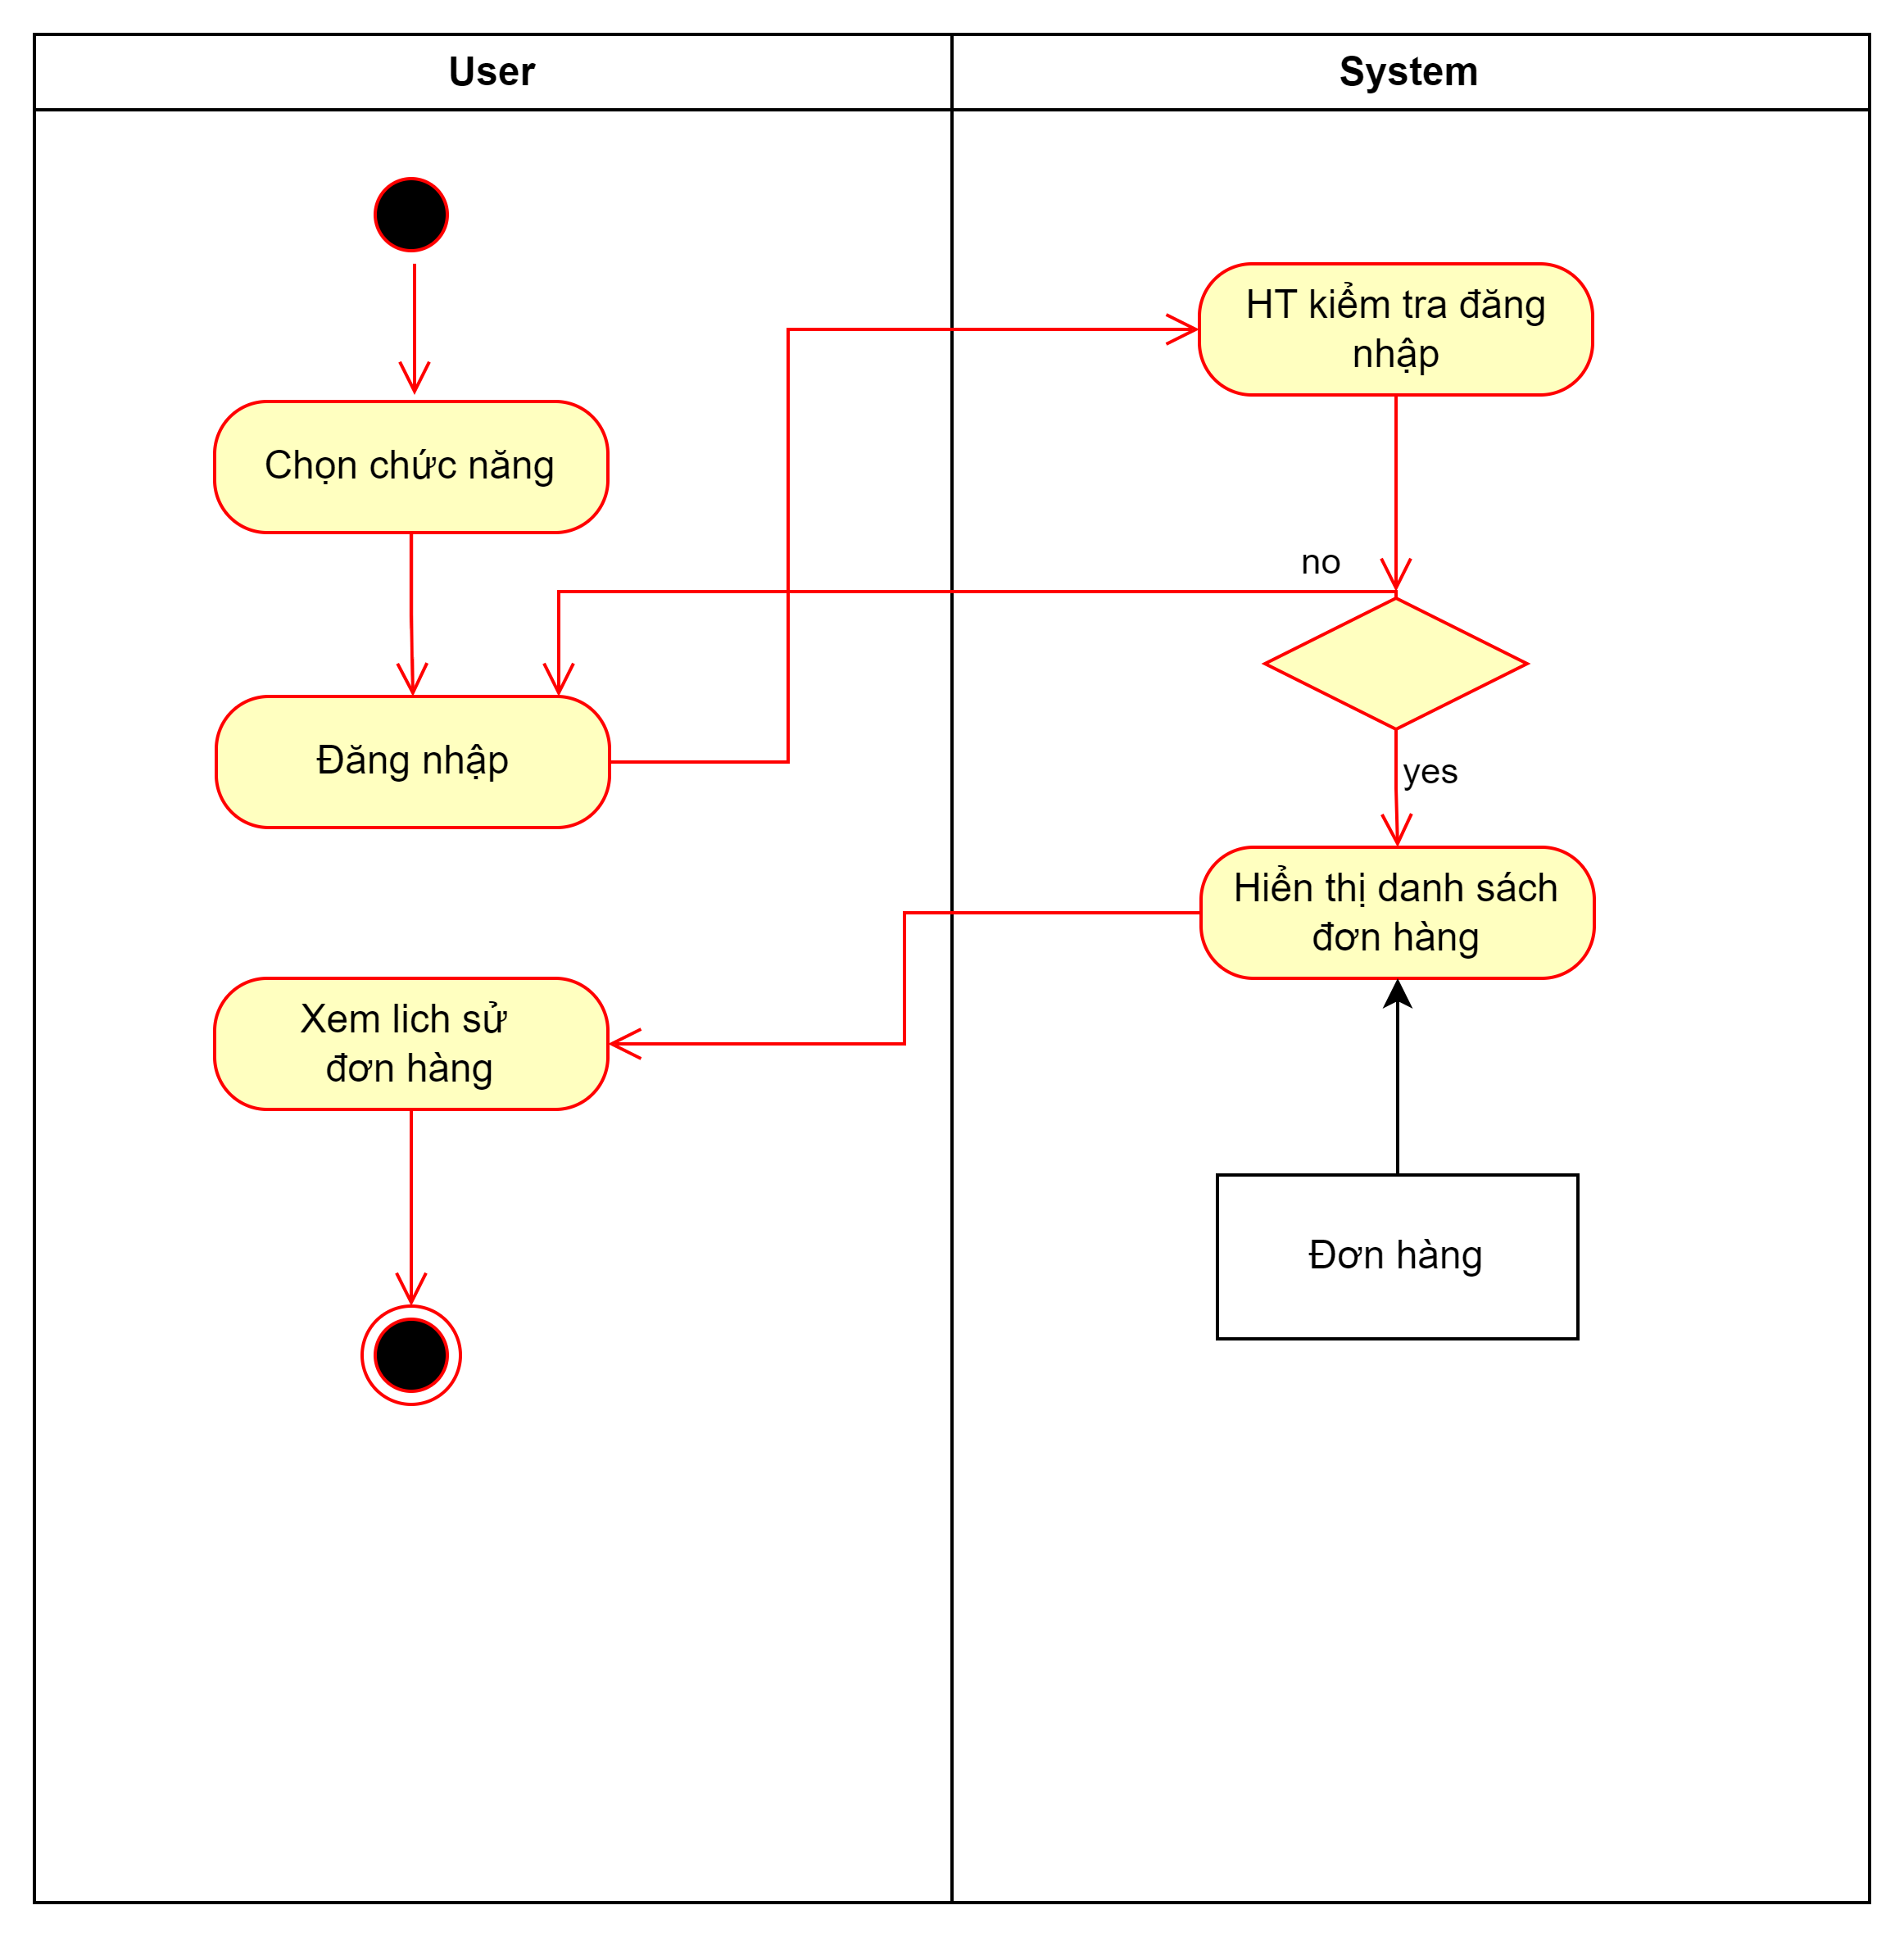 User
System
HT kiểm tra đăng
nhập
Chọn chức năng
no
Đăng nhập
yes
Hiển thị danh sách
đơn hàng
Xem lich sử
đơn hàng
Đơn hàng